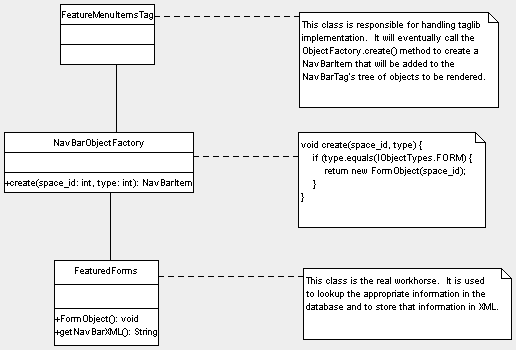 FeatureMenuItemsTag
This class is responsible for handling taglib
implementation. It will eventually call the
ObjectFactory.create() method to create a
NavBarItem that will be added to the
NavBarTag's tree of objects to be rendered.
NavBarObjectFactory
+create(space_id: int, type: int): NavBarItem
void create(space_id, type) {
if (type.equals(IObjectTypes.FORM) {
return new FormObject(space_id);
}
}
FeaturedForms
+FormObject(): void
+getNavBarXML(): String
This class is the real workhorse. It is used
to lookup the appropriate information in the
database and to store that information in XML.